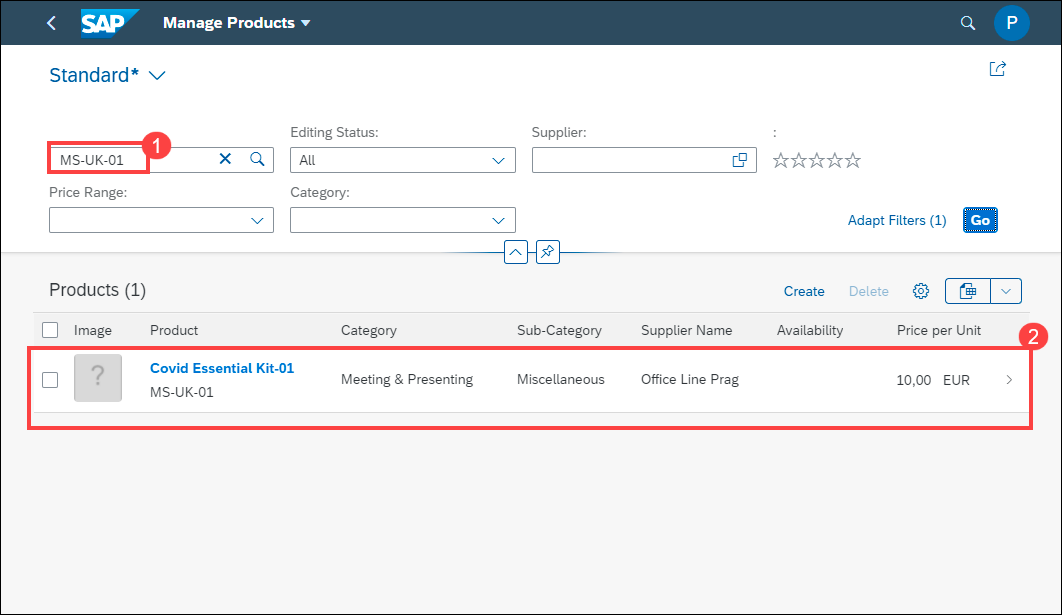 SAP Manage Products P
Standard*
Editing Status: Supplier: :
MS-UK-01 1 All
Price Range: Category:
Adapt Filters (1) Go
Products (1) Create Delete
Image Product Category Sub-Category Supplier Name Availability Price per Unit
2
? Covid Essential Kit-01 Meeting & Presenting Miscellaneous Office Line Prag 10,00 EUR
MS-UK-01